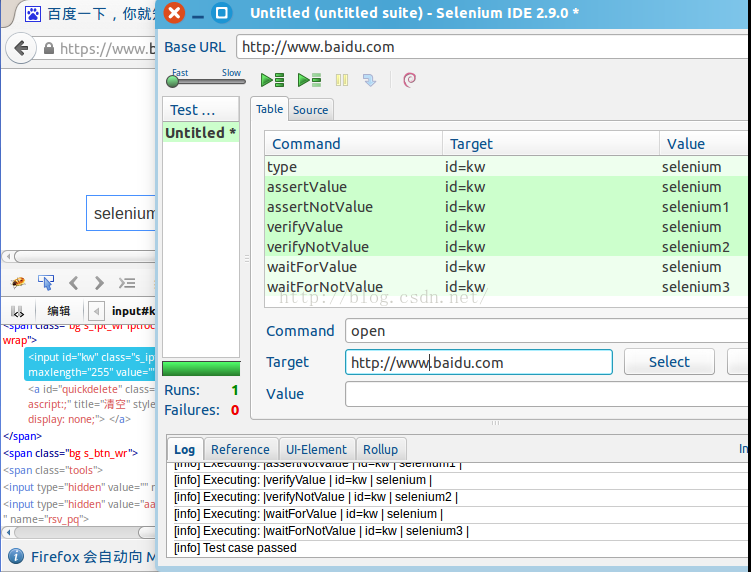 百度一下，你就知
https://www.b
selenium
编辑
input#k
<span class="bg s_ipt_wr
wrap">
<input id="kw" class="s_ip
maxlength="255" value=""
<a id="quickdelete" class=
ascript:;" title="清空" style
display: none;"> </a>
</span>
<span class="bg s_btn_wr">
<span class="tools">
<input type="hidden" value="" n
<input type="hidden" value="aa
" name="rsv_pq">
Firefox 会自动向 M
Untitled (untitled suite) - Selenium IDE 2.9.0 *
Base URL http://www.baidu.com
Fast Slow
Test ...
Untitled *
Table Source
Command Target Value
type id=kw selenium
assertValue id=kw selenium
assertNotValue id=kw selenium1
verifyValue id=kw selenium
verifyNotValue id=kw selenium2
waitForValue id=kw selenium
waitForNotValue id=kw selenium3
http://blog.csdn.net/
Command open
Target http://www.baidu.com Select
Value
Runs: 1
Failures: 0
Log Reference UI-Element Rollup In
[info] Executing: |assertNotValue | id=kw | selenium1 |
[info] Executing: |verifyValue | id=kw | selenium |
[info] Executing: |verifyNotValue | id=kw | selenium2 |
[info] Executing: |waitForValue | id=kw | selenium |
[info] Executing: |waitForNotValue | id=kw | selenium3 |
[info] Test case passed